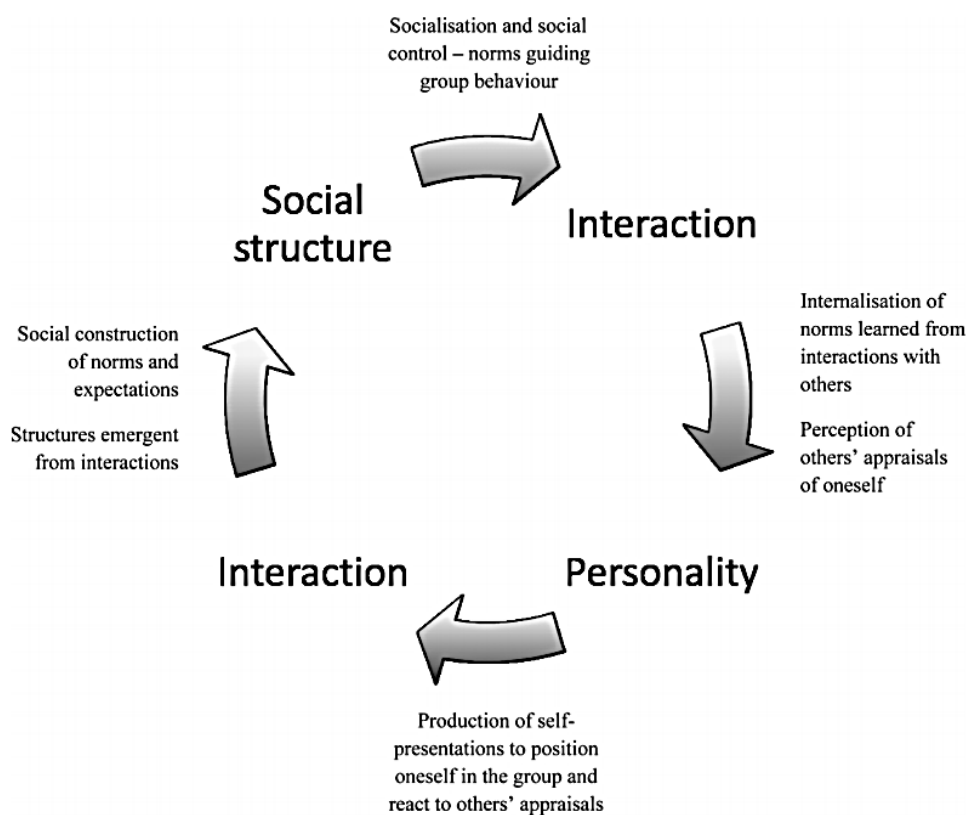 Socialisation and social
control – norms guiding
group behaviour
Social
structure
Interaction
Internalisation of
norms learned from
interactions with
others
Perception of
others’ appraisals
of oneself
Personality
Production of self-
presentations to position
oneself in the group and
react to others’ appraisals
Interaction
Social construction
of norms and
expectations
Structures emergent
from interactions